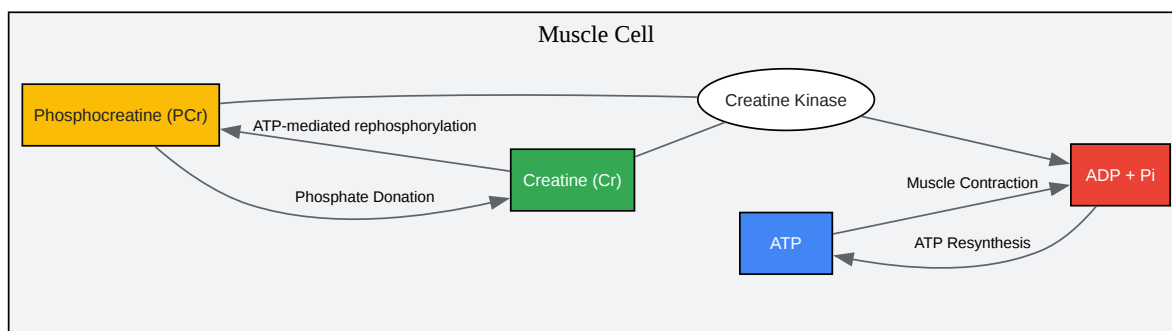 Muscle Cell
Phosphocreatine (PCr)
Creatine Kinase
ATP-mediated rephosphorylation
Creatine (Cr)
ADP + Pi
Muscle Contraction
Phosphate Donation
ATP
ATP Resynthesis